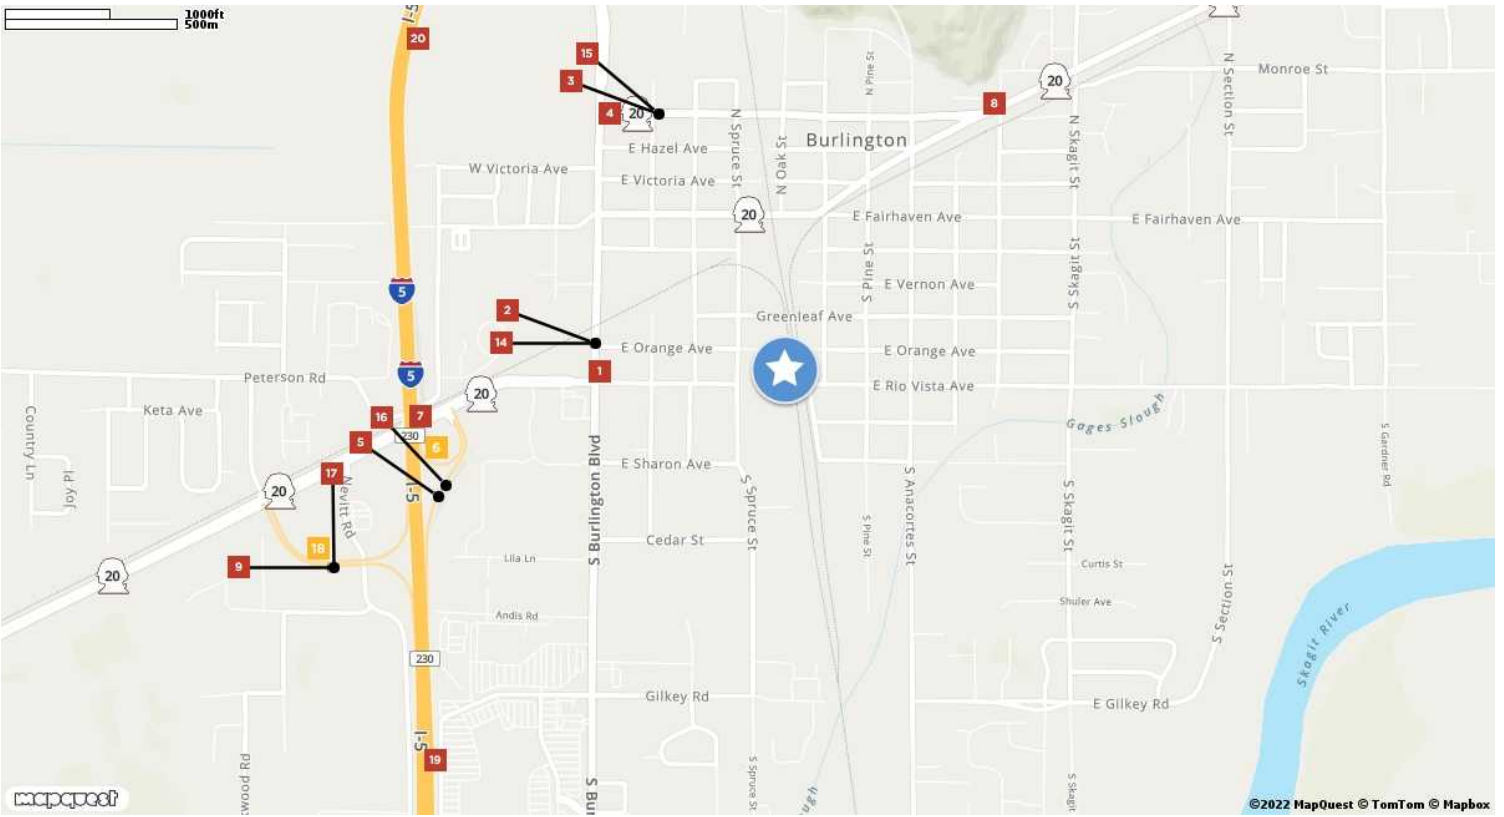 1000ft
500m
I-5
20
15
3
4
20
8
20
N Pine St
N Section St
Monroe St
N Spruce St
N Oak St
Burlington
N Skagit St
E Hazel Ave
W Victoria Ave
E Victoria Ave
20
E Fairhaven Ave
E Fairhaven Ave
S Pine St
S Skagit St
5
E Vernon Ave
2
Greenleaf Ave
14
E Orange Ave
E Orange Ave
1
5
Peterson Rd
20
E Rio Vista Ave
Keta Ave
16
7
Gages Slough
Country Ln
5
230
6
S Burlington Blvd
E Sharon Ave
S Gardner Rd
17
Joy Pl
20
Nevitt Rd
I-5
S Spruce St
S Anacortes St
S Skagit St
S Pine St
18
Cedar St
9
Lila Ln
20
Curtis St
Shuler Ave
S Section St
Andis Rd
Skagit River
230
Gilkey Rd
E Gilkey Rd
I-5
19
kwood Rd
S Bur
S Spruce St
S Skagit
ugh
mapquest
©2022 MapQuest © TomTom © Mapbox